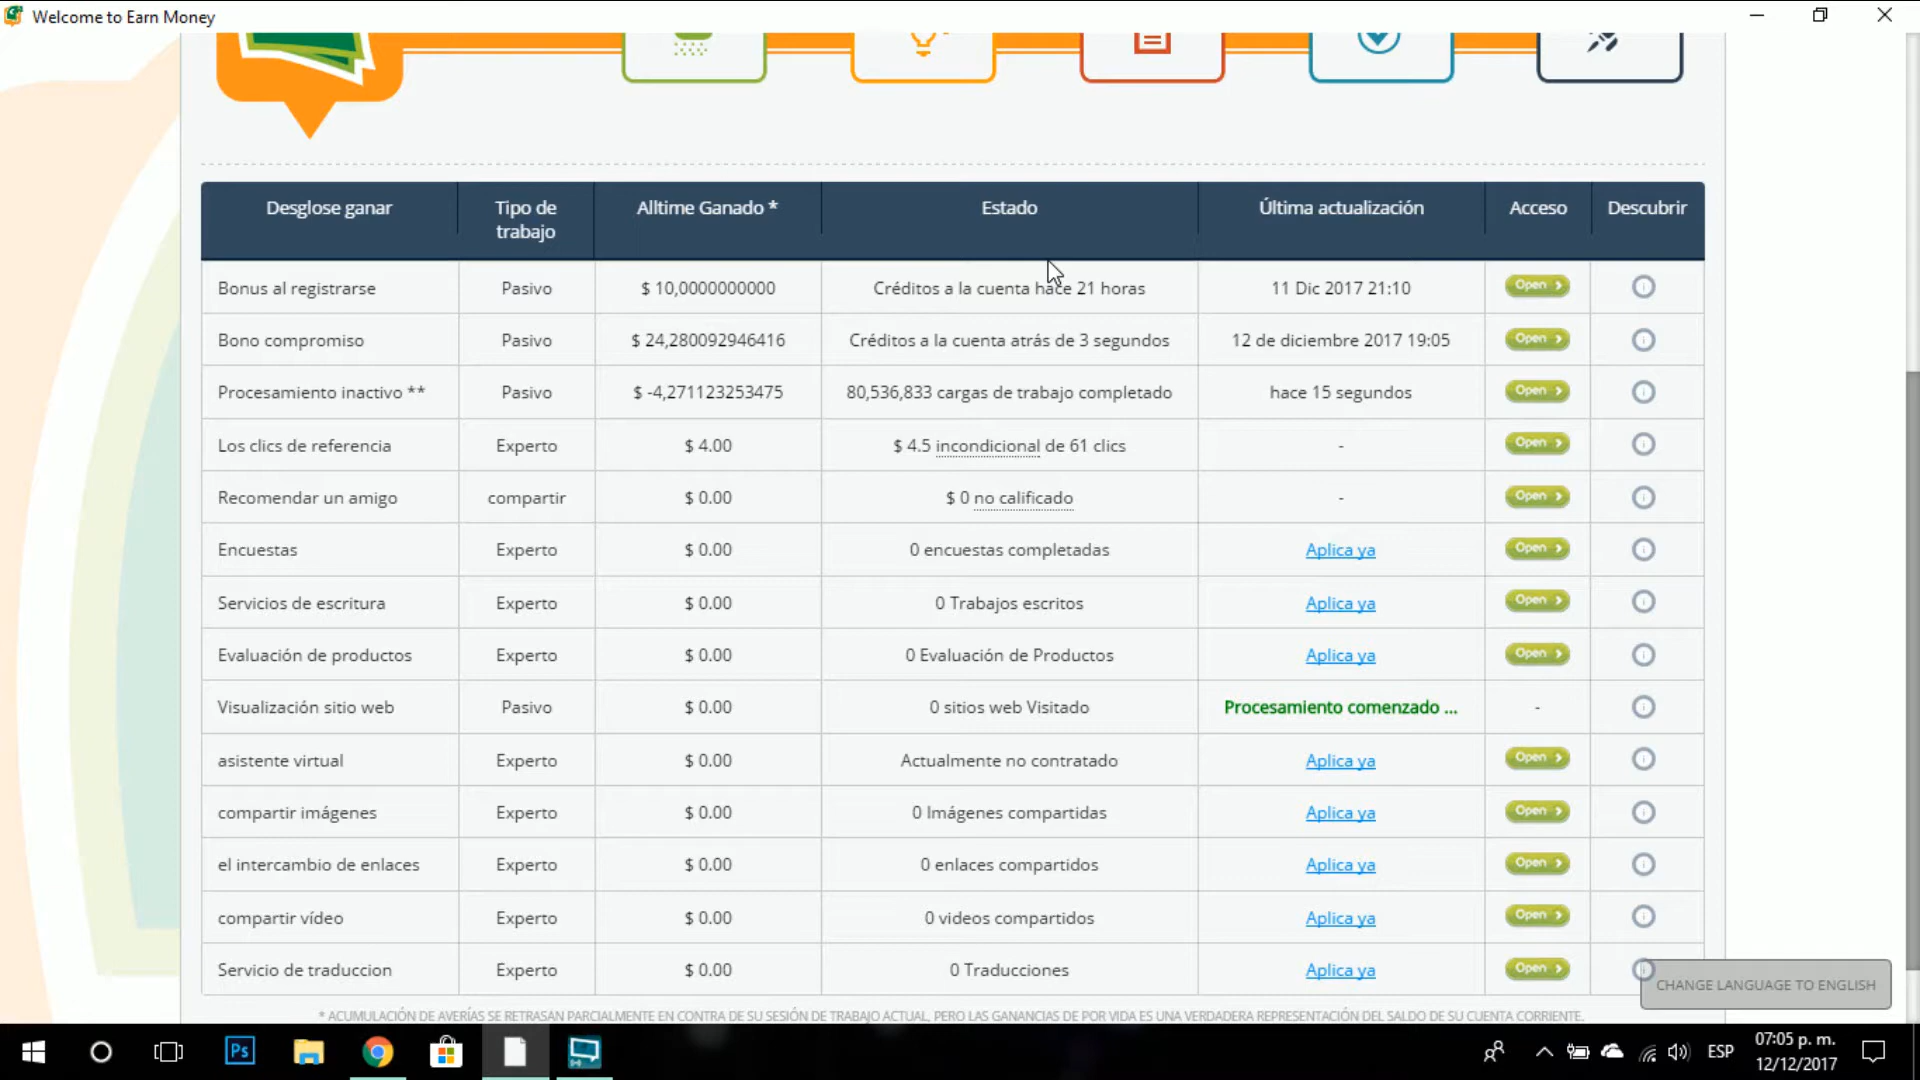 Welcome to Earn Money
Desglose ganar Tipo de trabajo Alltime Ganado * Estado Última actualización Acceso Descubrir
Bonus al registrarse Pasivo $ 10,0000000000 Créditos a la cuenta hace 21 horas 11 Dic 2017 21:10 Open
Bono compromiso Pasivo $ 24,280092946416 Créditos a la cuenta atrás de 3 segundos 12 de diciembre 2017 19:05 Open
Procesamiento inactivo ** Pasivo $ -4,271123253475 80,536,833 cargas de trabajo completado hace 15 segundos Open
Los clics de referencia Experto $ 4.00 $ 4.5 incondicional de 61 clics - Open
Recomendar un amigo compartir $ 0.00 $ 0 no calificado - Open
Encuestas Experto $ 0.00 0 encuestas completadas Aplica ya Open
Servicios de escritura Experto $ 0.00 0 Trabajos escritos Aplica ya Open
Evaluación de productos Experto $ 0.00 0 Evaluación de Productos Aplica ya Open
Visualización sitio web Pasivo $ 0.00 0 sitios web Visitado Procesamiento comenzado ... -
asistente virtual Experto $ 0.00 Actualmente no contratado Aplica ya Open
compartir imágenes Experto $ 0.00 0 Imágenes compartidas Aplica ya Open
el intercambio de enlaces Experto $ 0.00 0 enlaces compartidos Aplica ya Open
compartir vídeo Experto $ 0.00 0 videos compartidos Aplica ya Open
Servicio de traduccion Experto $ 0.00 0 Traducciones Aplica ya Open
CHANGE LANGUAGE TO ENGLISH
* ACUMULACIÓN DE AVERÍAS SE RETRASAN PARCIALMENTE EN CONTRA DE SU SESIÓN DE TRABAJO ACTUAL, PERO LAS GANANCIAS DE POR VIDA ES UNA VERDADERA REPRESENTACIÓN DEL SALDO DE SU CUENTA CORRIENTE.
Ps ESP 07:05 p. m.
12/12/2017